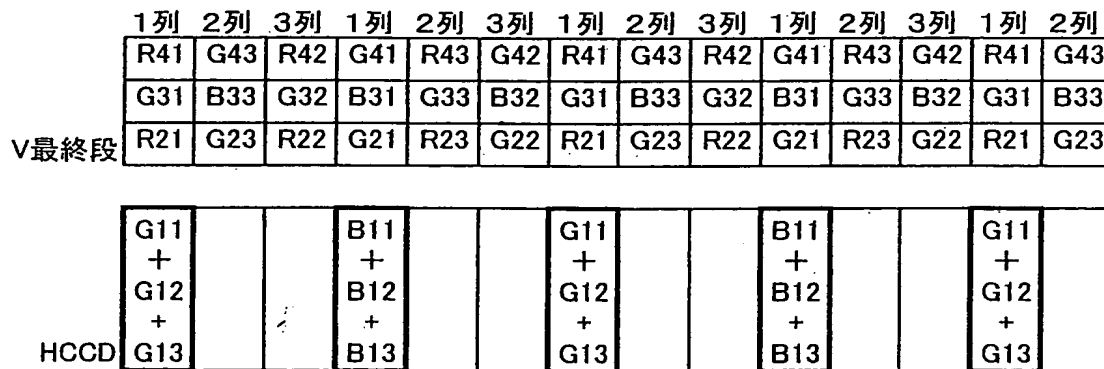 1列 2列 3列 1列 2列 3列 1列 2列 3列 1列 2列 3列 1列 2列
R41 G43 R42 G41 R43 G42 R41 G43 R42 G41 R43 G42 R41 G43
G31 B33 G32 B31 G33 B32 G31 B33 G32 B31 G33 B32 G31 B33
V最終段 R21 G23 R22 G21 R23 G22 R21 G23 R22 G21 R23 G22 R21 G23
G11 B11 G11 B11 G11
+ + + + +
G12 B12 G12 B12 G12
+ + + + +
HCCD G13 B13 G13 B13 G13